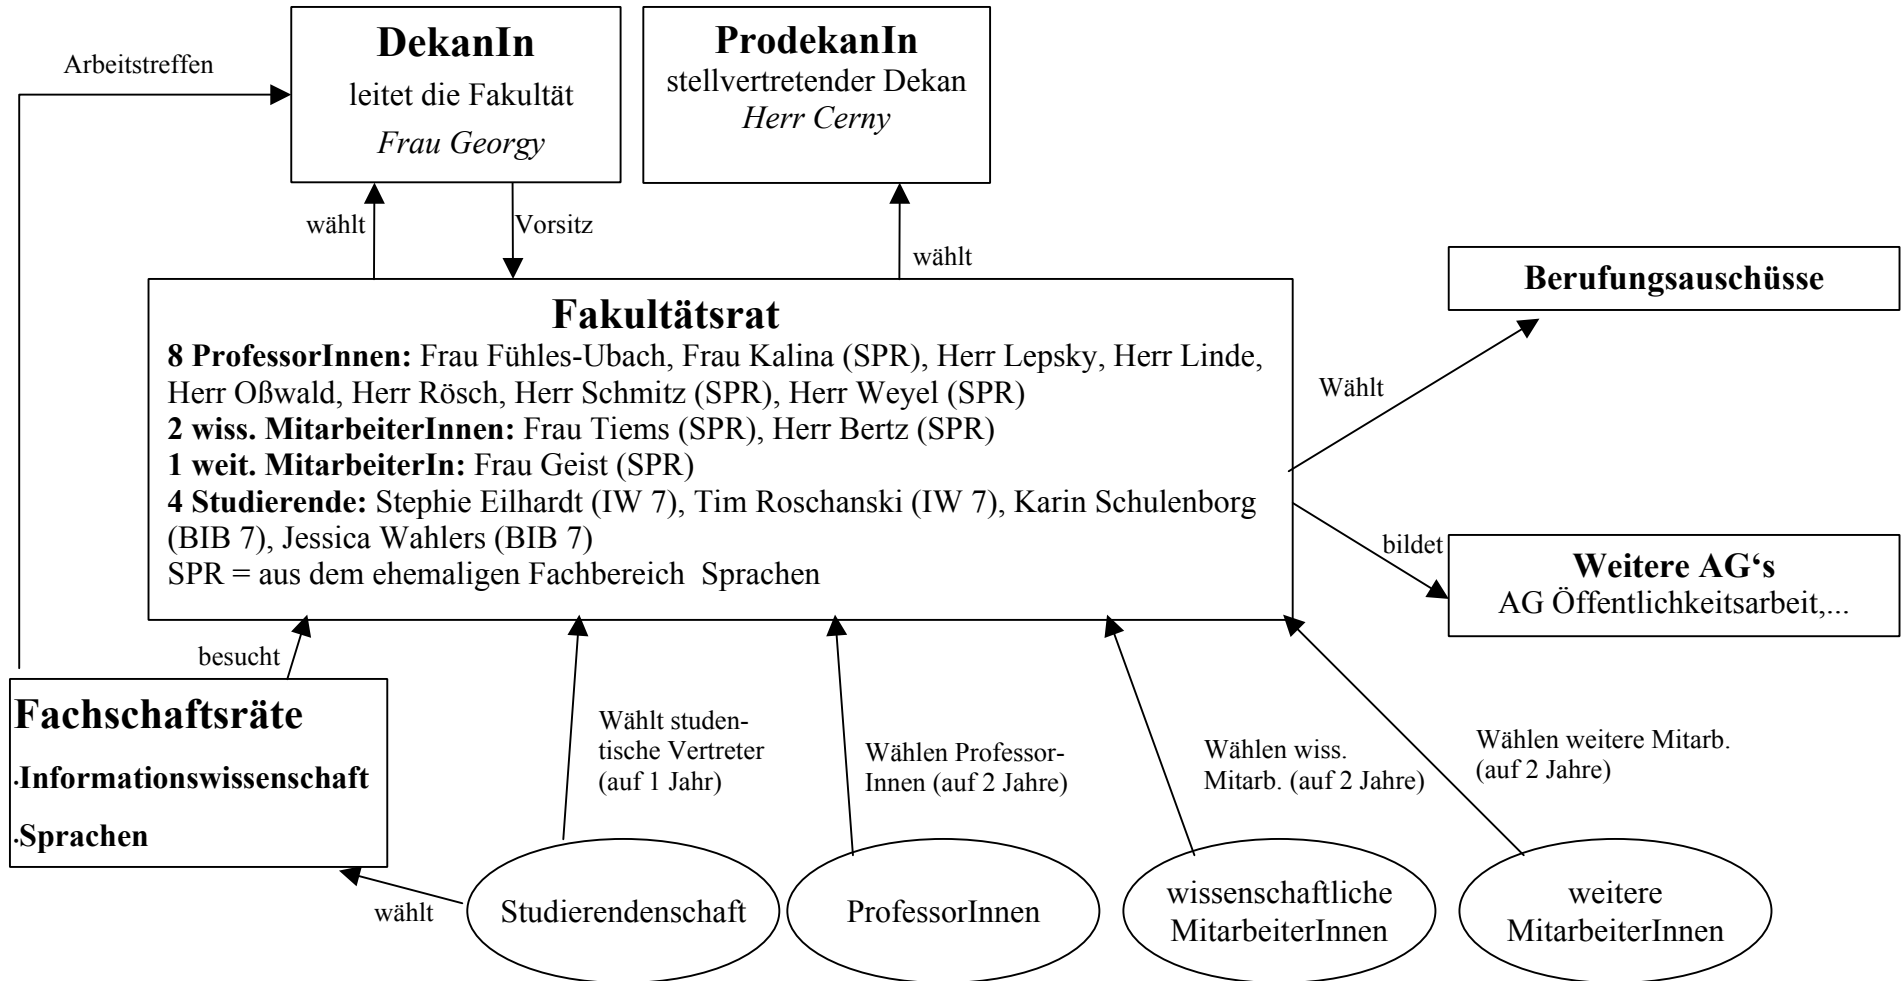 Arbeitstreffen
DekanIn
leitet die Fakultät
Frau Georgy
ProdekanIn
stellvertretender Dekan
Herr Cerny
wählt
Vorsitz
wählt
Fakultätsrat
8 ProfessorInnen: Frau Fühles-Ubach, Frau Kalina (SPR), Herr Lepsky, Herr Linde,
Herr Oßwald, Herr Rösch, Herr Schmitz (SPR), Herr Weyel (SPR)
2 wiss. MitarbeiterInnen: Frau Tiems (SPR), Herr Bertz (SPR)
1 weit. MitarbeiterIn: Frau Geist (SPR)
4 Studierende: Stephie Eilhardt (IW 7), Tim Roschanski (IW 7), Karin Schulenborg
(BIB 7), Jessica Wahlers (BIB 7)
SPR = aus dem ehemaligen Fachbereich Sprachen
Wählt
Berufungsauschüsse
bildet
Weitere AG‘s
AG Öffentlichkeitsarbeit,...
besucht
Fachschaftsräte
·Informationswissenschaft
·Sprachen
Wählt studen-
tische Vertreter
(auf 1 Jahr)
Wählen Professor-
Innen (auf 2 Jahre)
Wählen wiss.
Mitarb. (auf 2 Jahre)
Wählen weitere Mitarb.
(auf 2 Jahre)
wählt
Studierendenschaft
ProfessorInnen
wissenschaftliche
MitarbeiterInnen
weitere
MitarbeiterInnen